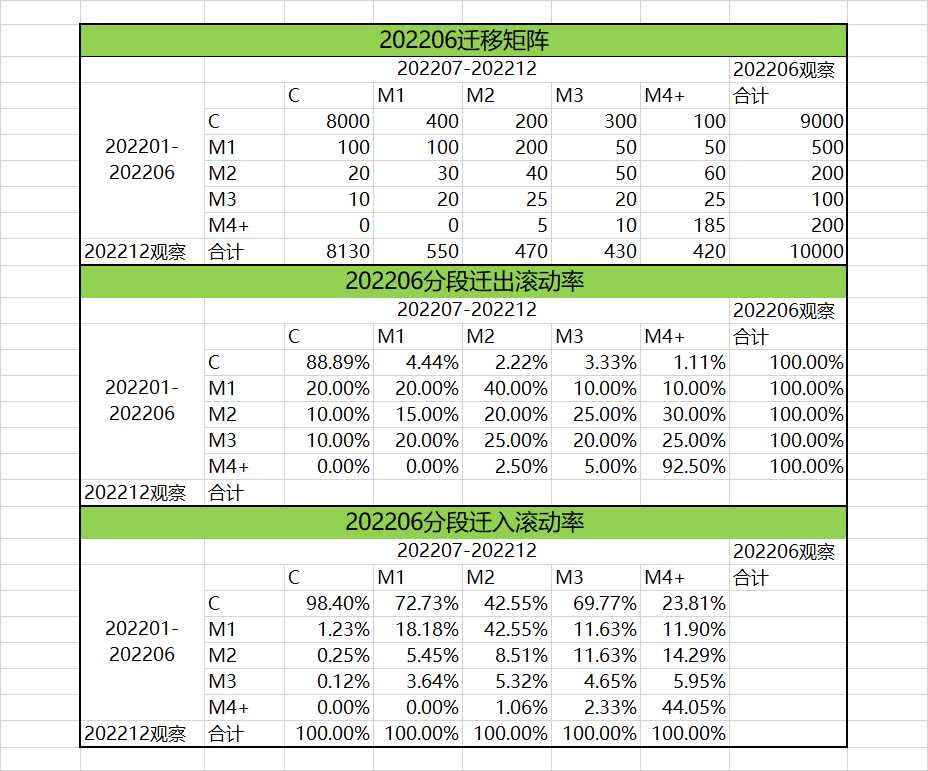 202206迁移矩阵
202207-202212 202206观察
C M1 M2 M3 M4+ 合计
202201-202206
C 8000 400 200 300 100 9000
M1 100 100 200 50 50 500
M2 20 30 40 50 60 200
M3 10 20 25 20 25 100
M4+ 0 0 5 10 185 200
202212观察 合计 8130 550 470 430 420 10000
202206分段迁出滚动率
202207-202212 202206观察
C M1 M2 M3 M4+ 合计
202201-202206
C 88.89% 4.44% 2.22% 3.33% 1.11% 100.00%
M1 20.00% 20.00% 40.00% 10.00% 10.00% 100.00%
M2 10.00% 15.00% 20.00% 25.00% 30.00% 100.00%
M3 10.00% 20.00% 25.00% 20.00% 25.00% 100.00%
M4+ 0.00% 0.00% 2.50% 5.00% 92.50% 100.00%
202212观察 合计
202206分段迁入滚动率
202207-202212 202206观察
C M1 M2 M3 M4+ 合计
202201-202206
C 98.40% 72.73% 42.55% 69.77% 23.81%
M1 1.23% 18.18% 42.55% 11.63% 11.90%
M2 0.25% 5.45% 8.51% 11.63% 14.29%
M3 0.12% 3.64% 5.32% 4.65% 5.95%
M4+ 0.00% 0.00% 1.06% 2.33% 44.05%
202212观察 合计 100.00% 100.00% 100.00% 100.00% 100.00%